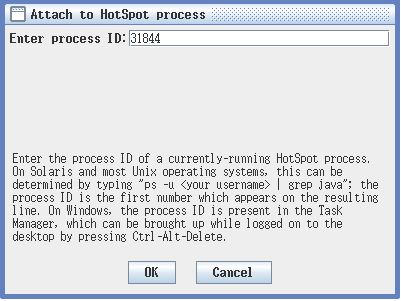 Attach to HotSpot process
Enter process ID: 31844
Enter the process ID of a currently-running HotSpot process.
On Solaris and most Unix operating systems, this can be
determined by typing "ps -u <your username> | grep java"; the
process ID is the first number which appears on the resulting
line. On Windows, the process ID is present in the Task
Manager, which can be brought up while logged on to the
desktop by pressing Ctrl-Alt-Delete.
OK Cancel